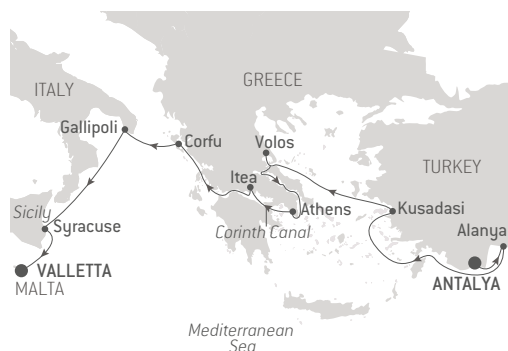 GREECE
ITALY
Gallipoli
Corfu
Volos
TURKEY
Itea
Sicily
Athens
Kusadasi
Syracuse
Corinth Canal
Alanya
VALLETTA
MALTA
ANTALYA
Mediterranean
Sea